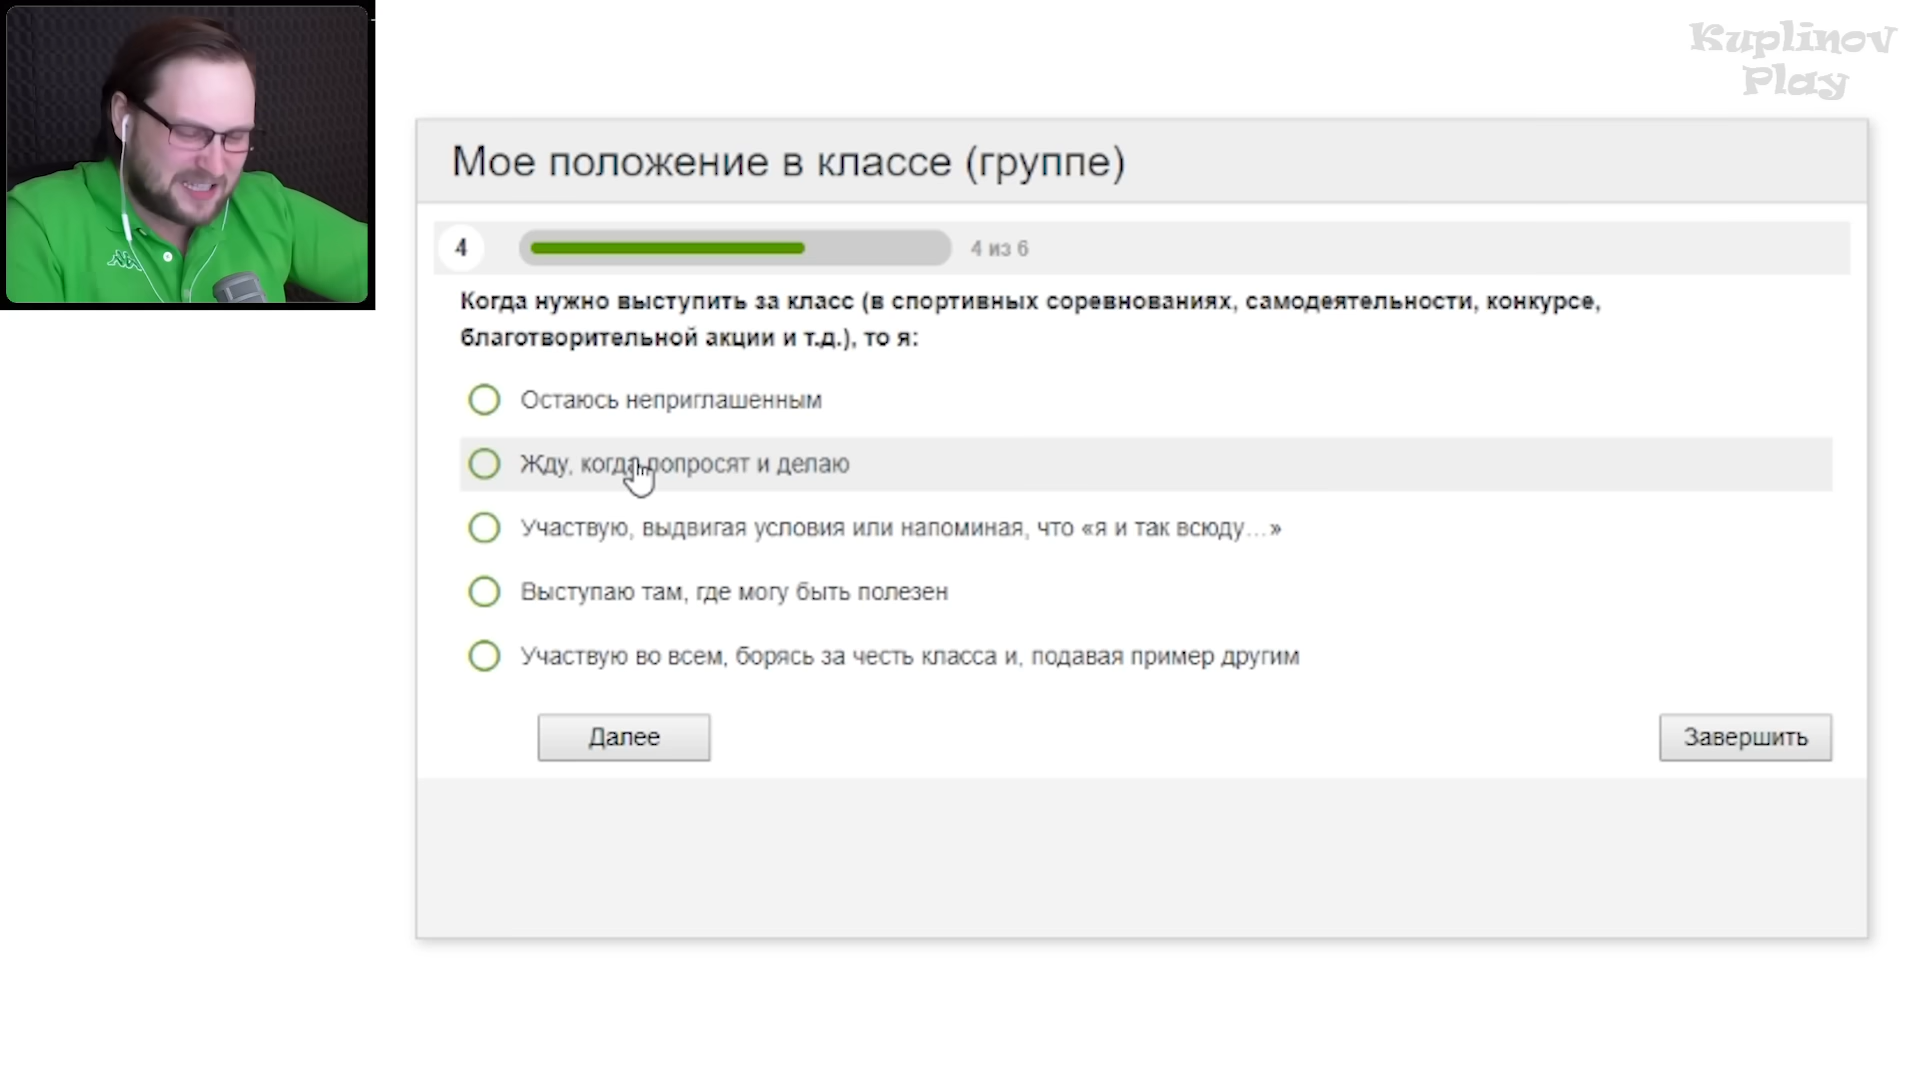 Kuplinov
Play
Мое положение в классе (группе)
4
4 из 6
Когда нужно выступить за класс (в спортивных соревнованиях, самодеятельности, конкурсе,
благотворительной акции и т.д.), то я:
Остаюсь неприглашенным
Жду, когда попросят и делаю
Участвую, выдвигая условия или напоминая, что «я и так всюду...»
Выступаю там, где могу быть полезен
Участвую во всем, борясь за честь класса и, подавая пример другим
Далее
Завершить